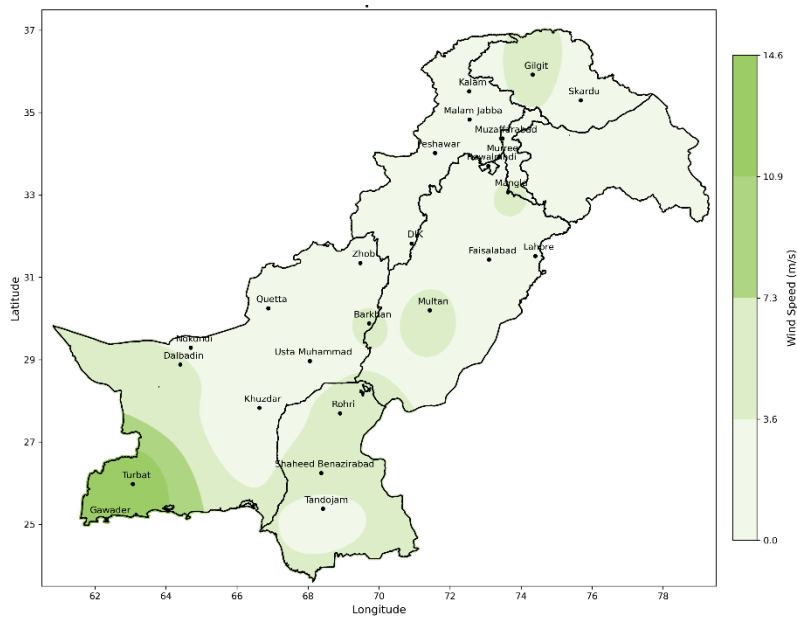 37
35
33
31
29
27
25
Latitude
62
64
66
68
70
72
74
76
78
Longitude
Gilgit
Kalam
Skardu
Malam Jabba
Muzaffarabad
Peshawar
Murree
Rawalpindi
Mangla
DIK
Zhob
Faisalabad
Lahore
Quetta
Barkhan
Multan
Nokundi
Dalbadin
Usta Muhammad
Khuzdar
Rohri
Shaheed Benazirabad
Turbat
Gawader
Tandojam
14.6
10.9
7.3
3.6
0.0
Wind Speed (m/s)